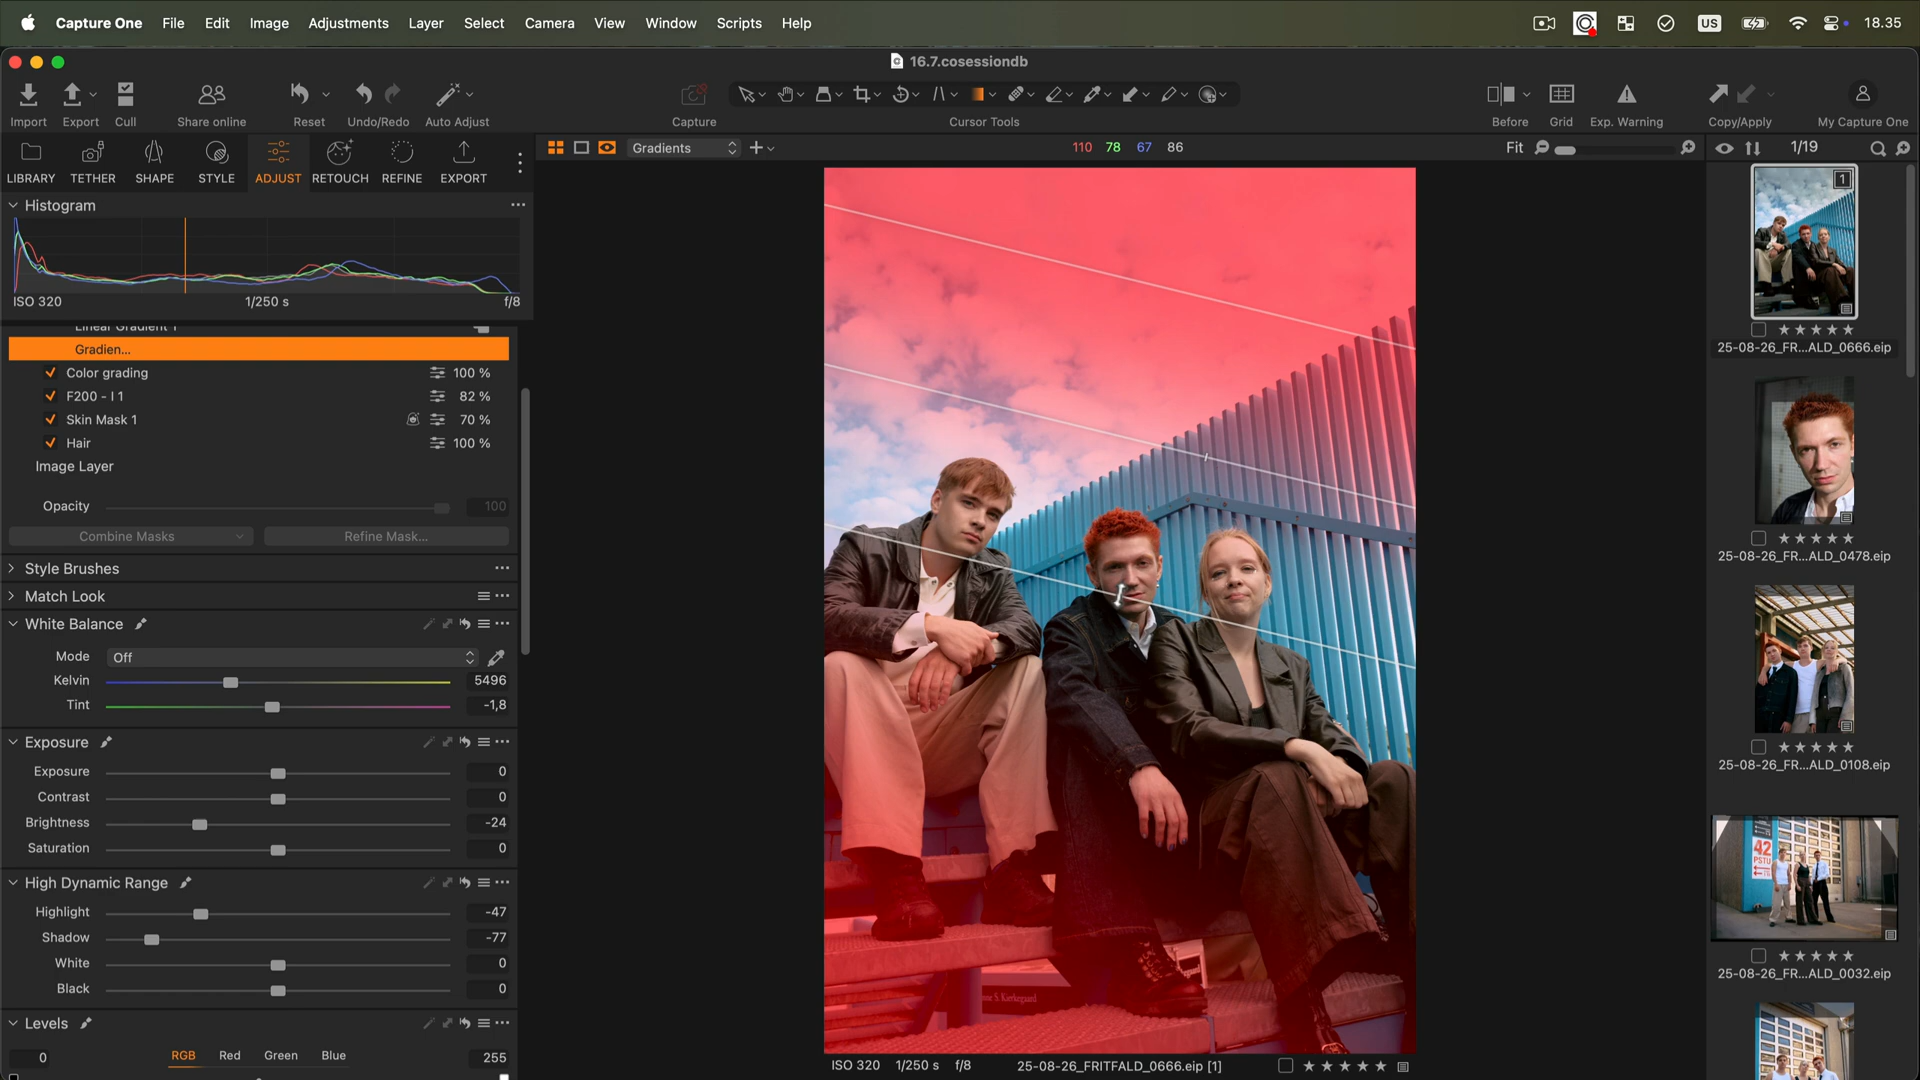 Capture One File Edit Image Adjustments Layer Select Camera View Window Scripts Help US 18.35
16.7.cosessiondb
Import Export Cull Share online Reset Undo/Redo Auto Adjust Capture Cursor Tools Before Grid Exp. Warning Copy/Apply My Capture One
LIBRARY TETHER SHAPE STYLE ADJUST RETOUCH REFINE EXPORT
Gradients 110 78 67 86 Fit 1/19
Histogram
ISO 320 1/250 s f/8
Linear Gradient 1
Gradien...
Color grading 100 %
F200 - I 1 82 %
Skin Mask 1 70 %
Hair 100 %
Image Layer
Opacity 100
Combine Masks Refine Mask...
Style Brushes
Match Look
White Balance
Mode Off
Kelvin 5496
Tint -1,8
Exposure
Exposure 0
Contrast 0
Brightness -24
Saturation 0
High Dynamic Range
Highlight -47
Shadow -77
White 0
Black 0
Levels
0 RGB Red Green Blue 255
ISO 320 1/250 s f/8 25-08-26_FRITFALD_0666.eip [1]
1
25-08-26_FR...ALD_0666.eip
25-08-26_FR...ALD_0478.eip
25-08-26_FR...ALD_0108.eip
42
PSTU
25-08-26_FR...ALD_0032.eip